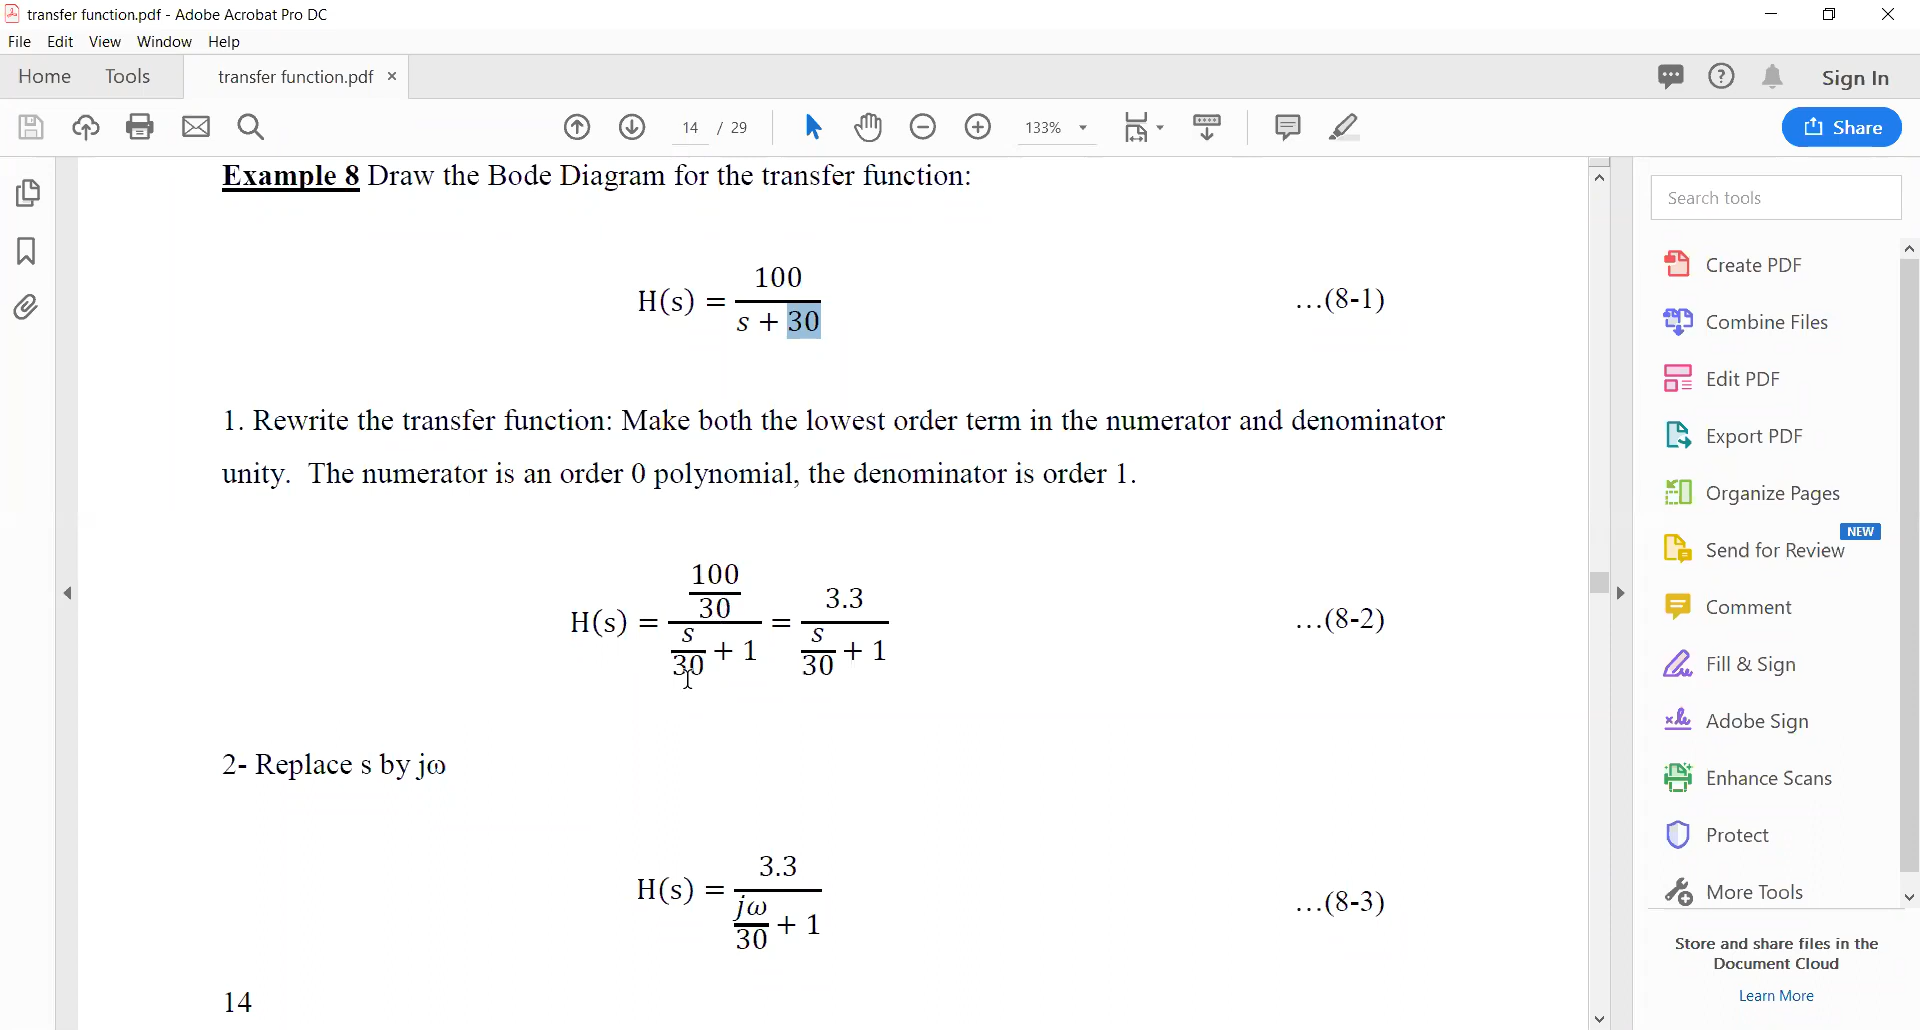 transfer function.pdf - Adobe Acrobat Pro DC
File Edit View Window Help
Home Tools transfer function.pdf × Sign In
14 / 29 133% Share
Example 8 Draw the Bode Diagram for the transfer function:
H(s) = 100 / (s + 30) …(8-1)
1. Rewrite the transfer function: Make both the lowest order term in the numerator and denominator
unity. The numerator is an order 0 polynomial, the denominator is order 1.
H(s) = (100/30) / (s/30 + 1) = 3.3 / (s/30 + 1) …(8-2)
2- Replace s by jω
H(s) = 3.3 / (jω/30 + 1) …(8-3)
14
Search tools
Create PDF
Combine Files
Edit PDF
Export PDF
Organize Pages
NEW
Send for Review
Comment
Fill & Sign
Adobe Sign
Enhance Scans
Protect
More Tools
Store and share files in the
Document Cloud
Learn More